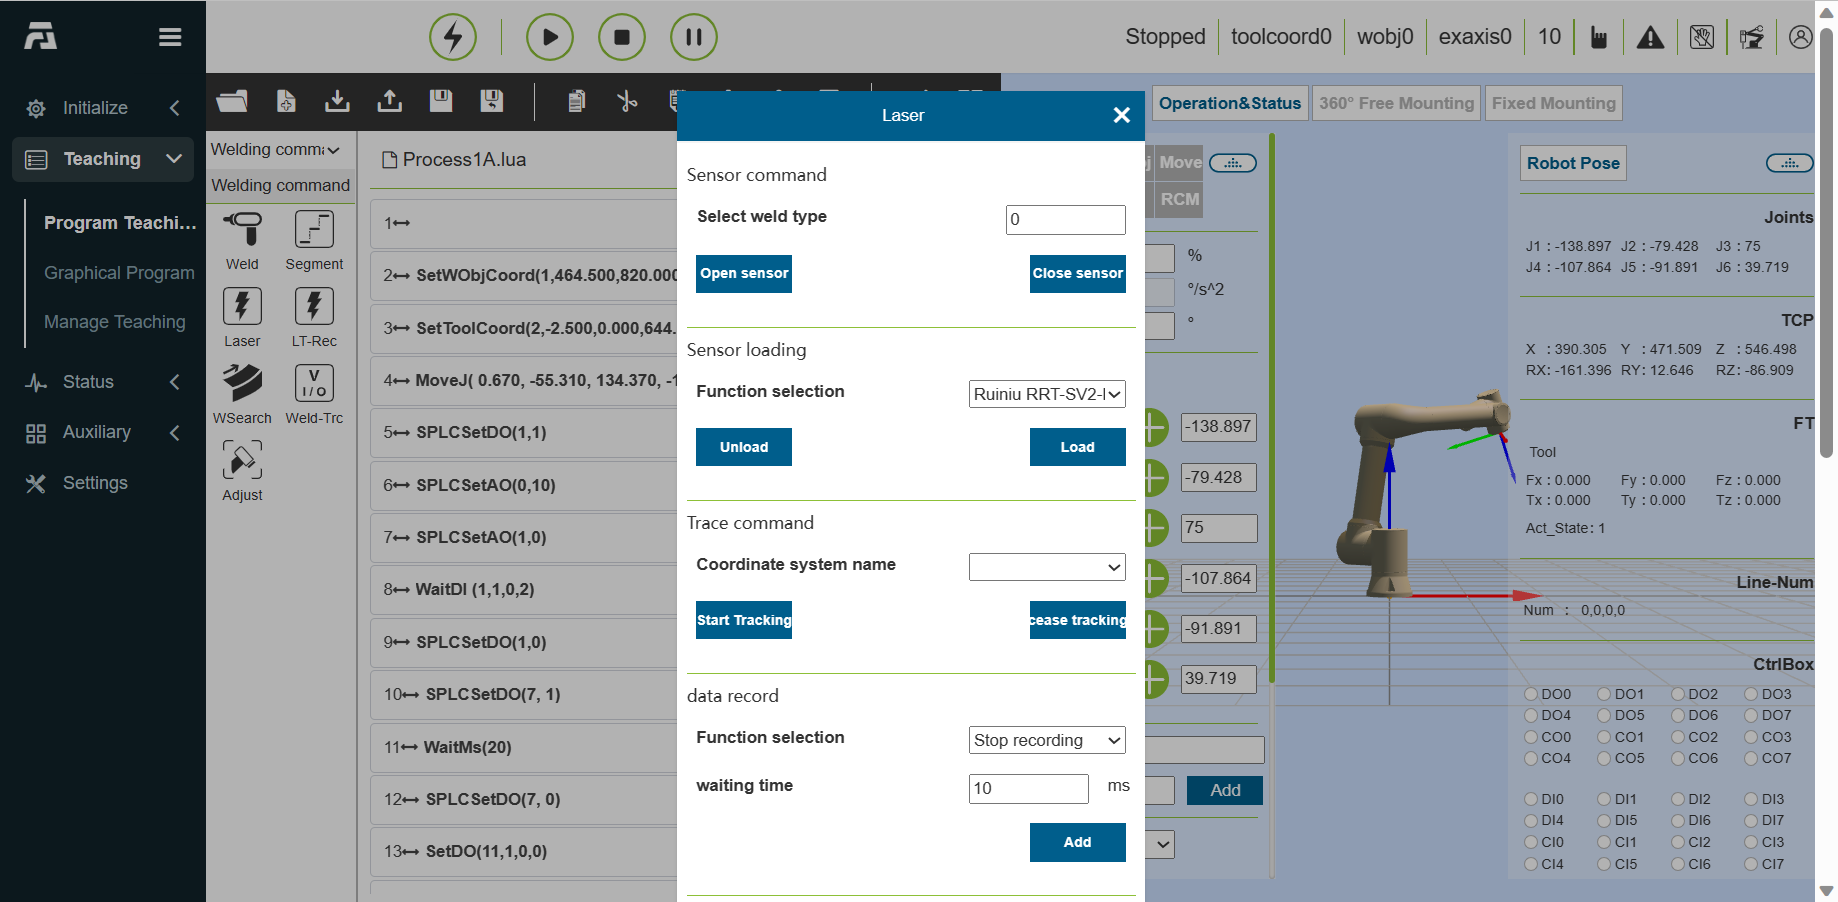 Stopped
toolcoord0
wobj0
exaxis0
10
Initialize
Teaching
Program Teachi...
Graphical Program
Manage Teaching
Status
Auxiliary
Settings
Welding comma
Welding command
Weld
Segment
Laser
LT-Rec
WSearch
V
I/O
Weld-Trc
Adjust
Process1A.lua
1
2 SetWObjCoord(1,464.500,820.000
3 SetToolCoord(2,-2.500,0.000,644.
4 MoveJ( 0.670, -55.310, 134.370, -1
5 SPLCSetDO(1,1)
6 SPLCSetAO(0,10)
7 SPLCSetAO(1,0)
8 WaitDI (1,1,0,2)
9 SPLCSetDO(1,0)
10 SPLCSetDO(7, 1)
11 WaitMs(20)
12 SPLCSetDO(7, 0)
13 SetDO(11,1,0,0)
Laser
Sensor command
Select weld type 0
Open sensor Close sensor
Sensor loading
Function selection Ruiniu RRT-SV2-I
Unload Load
Trace command
Coordinate system name
Start Tracking cease tracking
data record
Function selection Stop recording
waiting time 10 ms
Add
Operation&Status 360° Free Mounting Fixed Mounting
Move
RCM
%
°/s^2
°
-138.897
-79.428
75
-107.864
-91.891
39.719
Add
Robot Pose
Joints
J1 : -138.897 J2 : -79.428 J3 : 75
J4 : -107.864 J5 : -91.891 J6 : 39.719
TCP
X : 390.305 Y : 471.509 Z : 546.498
RX: -161.396 RY: 12.646 RZ: -86.909
FT
Tool
Fx : 0.000 Fy : 0.000 Fz : 0.000
Tx : 0.000 Ty : 0.000 Tz : 0.000
Act_State: 1
Line-Num
Num : 0,0,0,0
CtrlBox
DO0 DO1 DO2 DO3
DO4 DO5 DO6 DO7
CO0 CO1 CO2 CO3
CO4 CO5 CO6 CO7
DI0 DI1 DI2 DI3
DI4 DI5 DI6 DI7
CI0 CI1 CI2 CI3
CI4 CI5 CI6 CI7